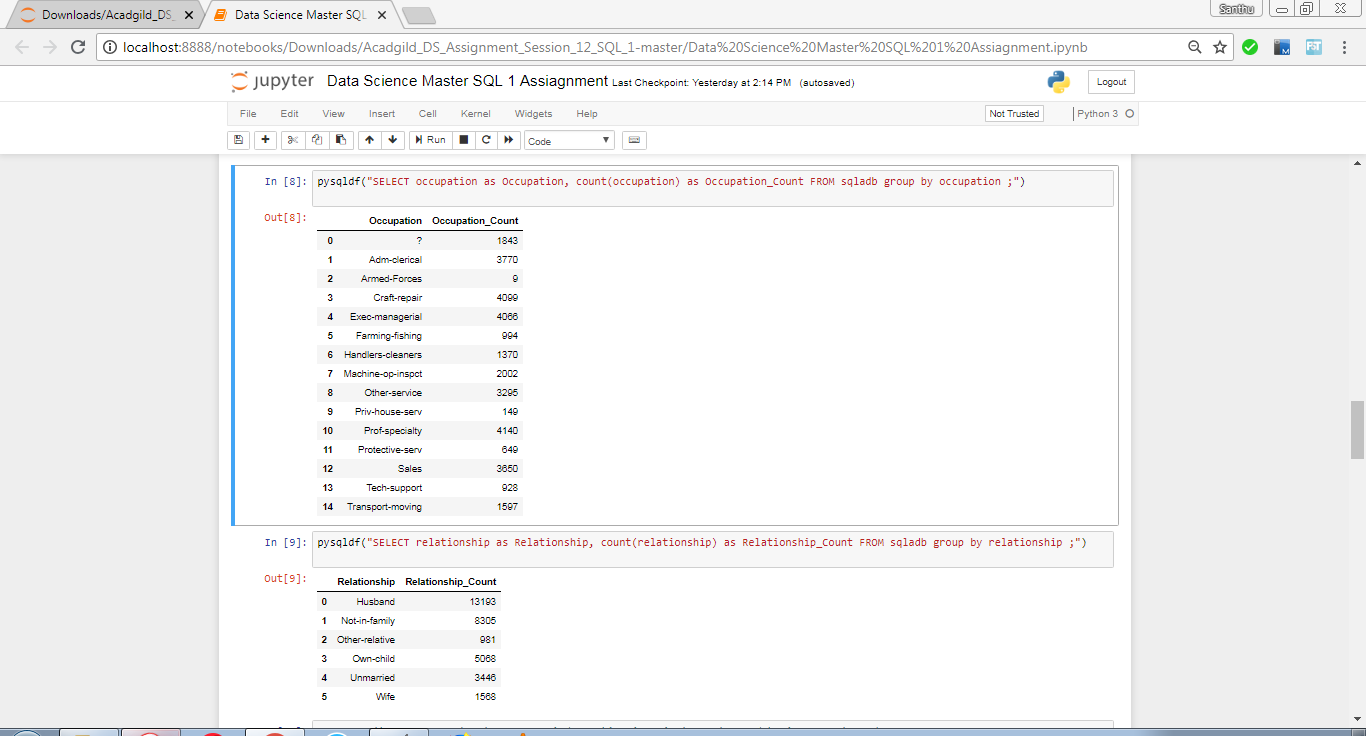 Downloads/Acadgild_DS_
Data Science Master SQL
Santhu
localhost:8888/notebooks/Downloads/Acadgild_DS_Assignment_Session_12_SQL_1-master/Data%20Science%20Master%20SQL%201%20Assiagnment.ipynb
jupyter Data Science Master SQL 1 Assiagnment Last Checkpoint: Yesterday at 2:14 PM (autosaved)
Logout
File Edit View Insert Cell Kernel Widgets Help Not Trusted Python 3
Run Code
In [8]: pysqldf("SELECT occupation as Occupation, count(occupation) as Occupation_Count FROM sqladb group by occupation ;")
Out[8]:
Occupation Occupation_Count
0 ? 1843
1 Adm-clerical 3770
2 Armed-Forces 9
3 Craft-repair 4099
4 Exec-managerial 4066
5 Farming-fishing 994
6 Handlers-cleaners 1370
7 Machine-op-inspct 2002
8 Other-service 3295
9 Priv-house-serv 149
10 Prof-specialty 4140
11 Protective-serv 649
12 Sales 3650
13 Tech-support 928
14 Transport-moving 1597
In [9]: pysqldf("SELECT relationship as Relationship, count(relationship) as Relationship_Count FROM sqladb group by relationship ;")
Out[9]:
Relationship Relationship_Count
0 Husband 13193
1 Not-in-family 8305
2 Other-relative 981
3 Own-child 5068
4 Unmarried 3446
5 Wife 1568